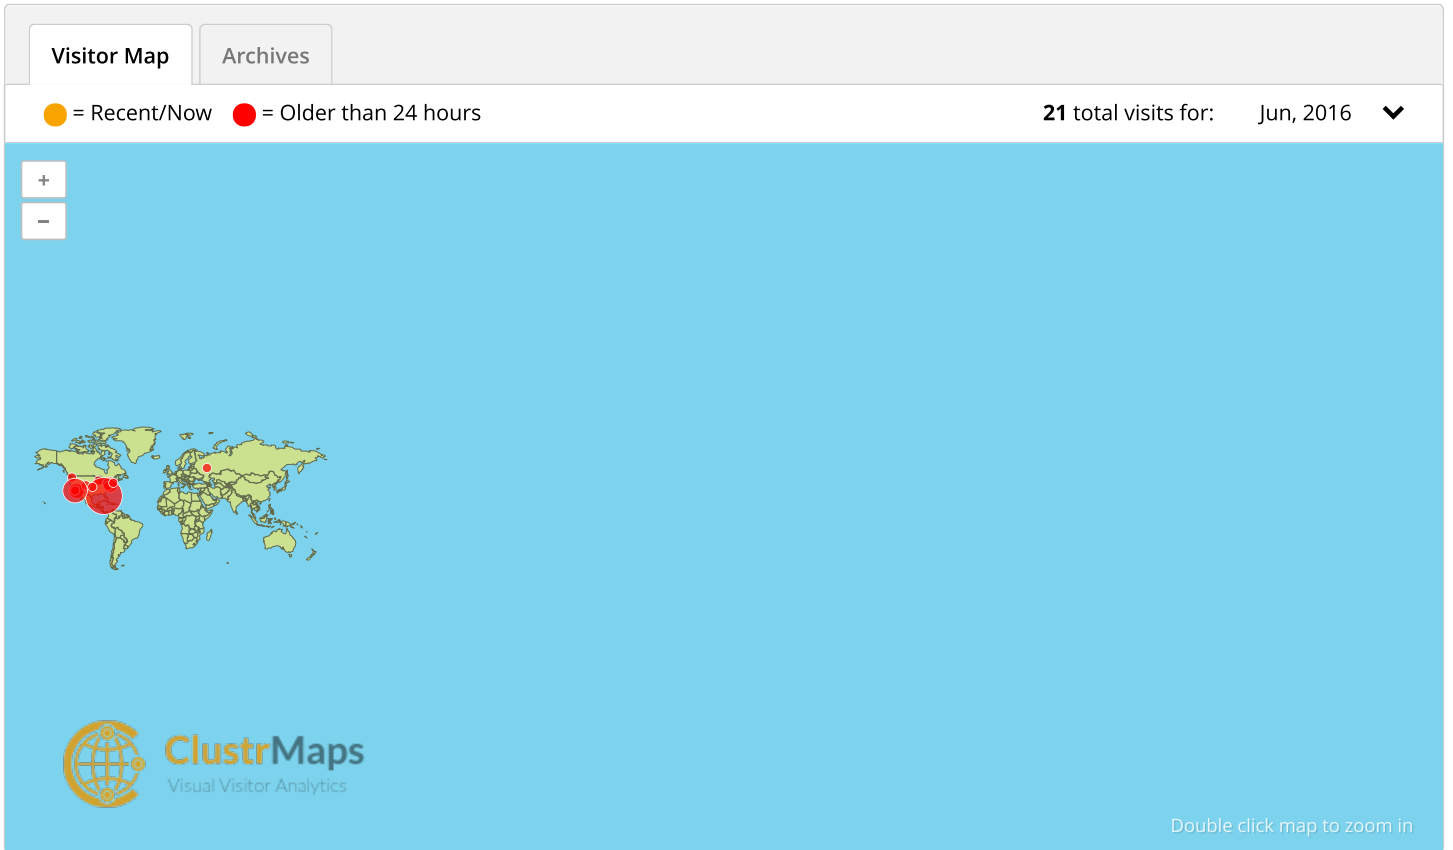 Visitor Map
Archives
= Recent/Now
= Older than 24 hours
21 total visits for:
Jun, 2016
+
−
ClustrMaps
Visual Visitor Analytics
Double click map to zoom in